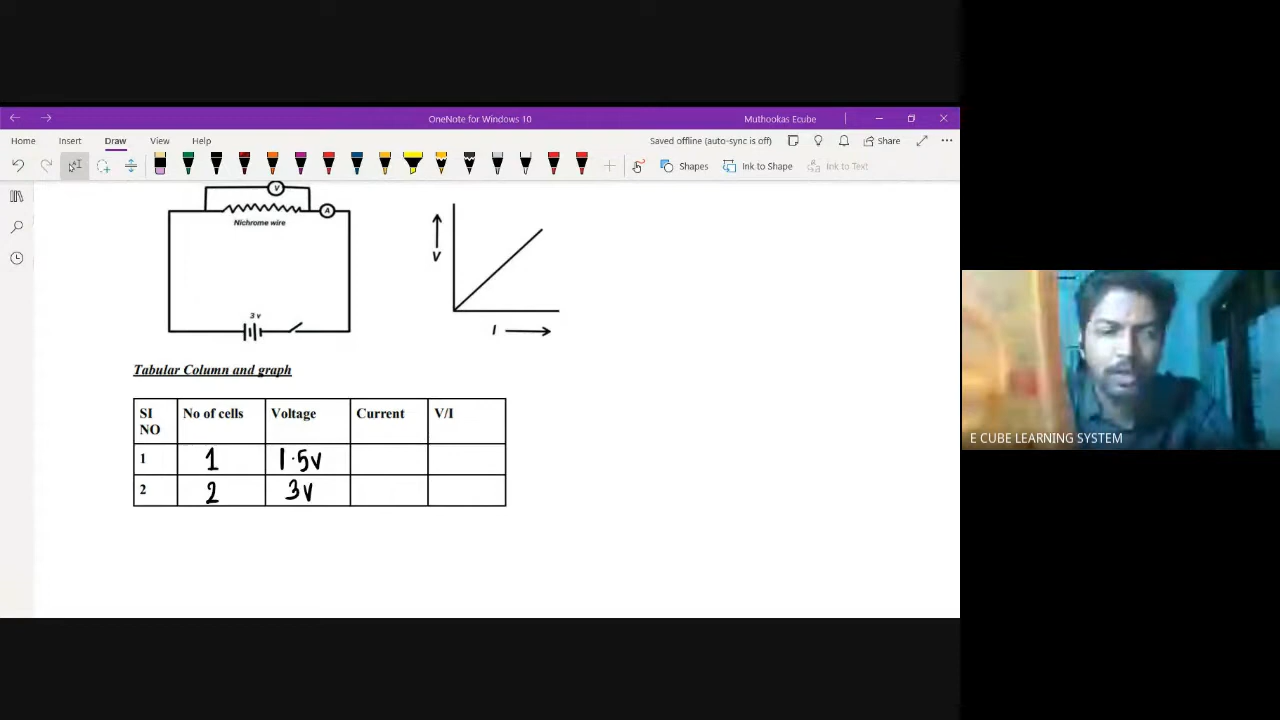 OneNote for Windows 10
Muthookas Ecube
Home Insert Draw View Help
Saved offline (auto-sync is off)
Share
Shapes
Ink to Shape
Ink to Text
V
A
Nichrome wire
3 v
V
I
Tabular Column and graph
SI NO No of cells Voltage Current V/I
1 1 1.5V
2 2 3V
E CUBE LEARNING SYSTEM